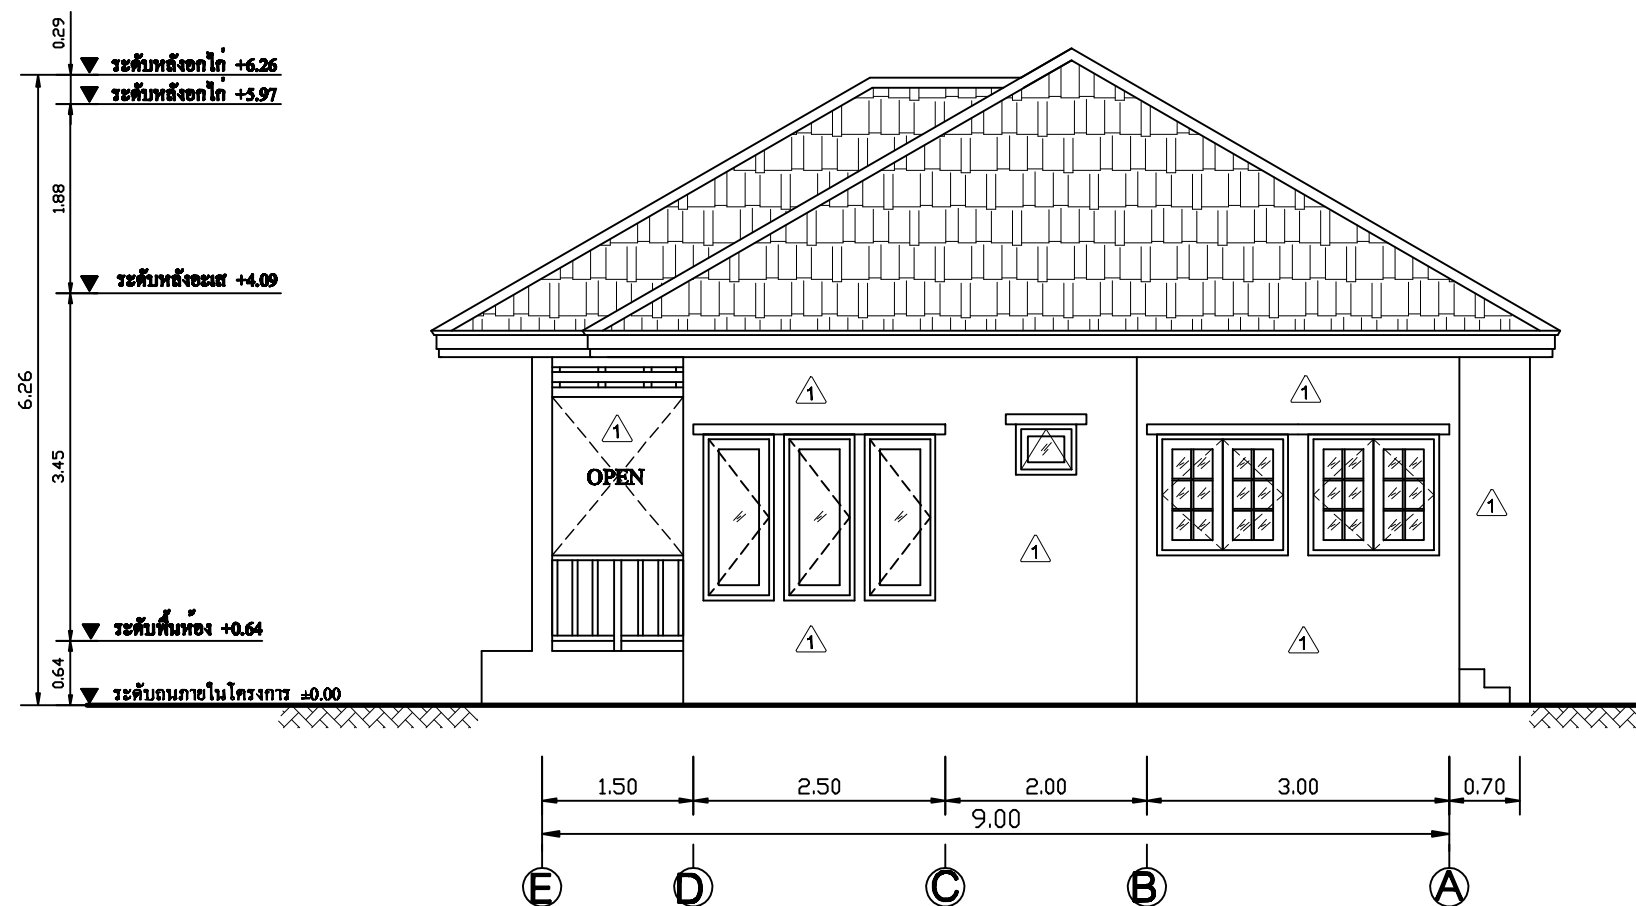 0.29
ระดับหลังอกไก่ +6.26
ระดับหลังอกไก่ +5.97
1.88
ระดับหลังอะเส +4.09
6.26
1
1
1
OPEN
3.45
1
1
ระดับพื้นห้อง +0.64
1
1
0.64
ระดับถนนภายในโครงการ ±0.00
1.50 2.50 2.00 3.00 0.70
9.00
E D C B A